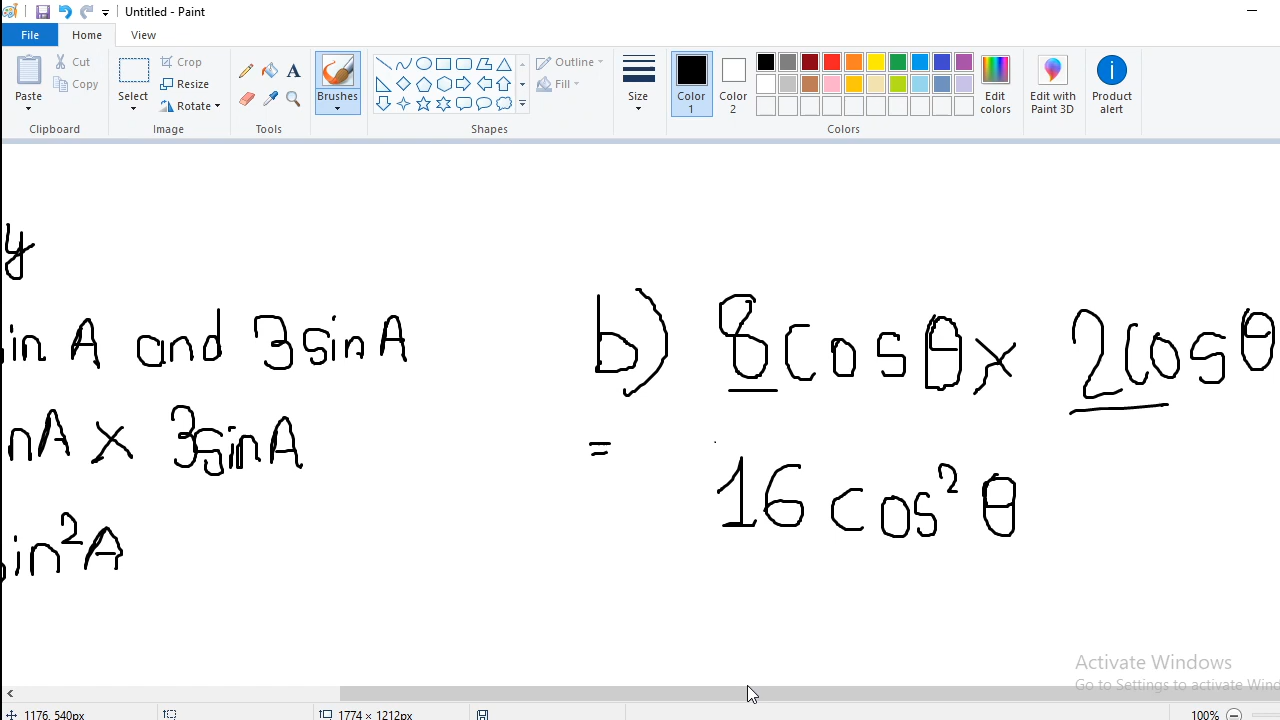 Untitled - Paint
File Home View
Paste Cut Copy Clipboard
Select Crop Resize Rotate Image
Tools
Brushes
Outline Fill Shapes
Size
Color 1 Color 2 Edit colors Colors
Edit with Paint 3D Product alert
y
in A and 3sinA
nA x 3sinA
in²A
b) 8cosθ x 2cosθ
= 16 cos² θ
Activate Windows
Go to Settings to activate Wind
1176, 540px 1774 × 1212px 100%